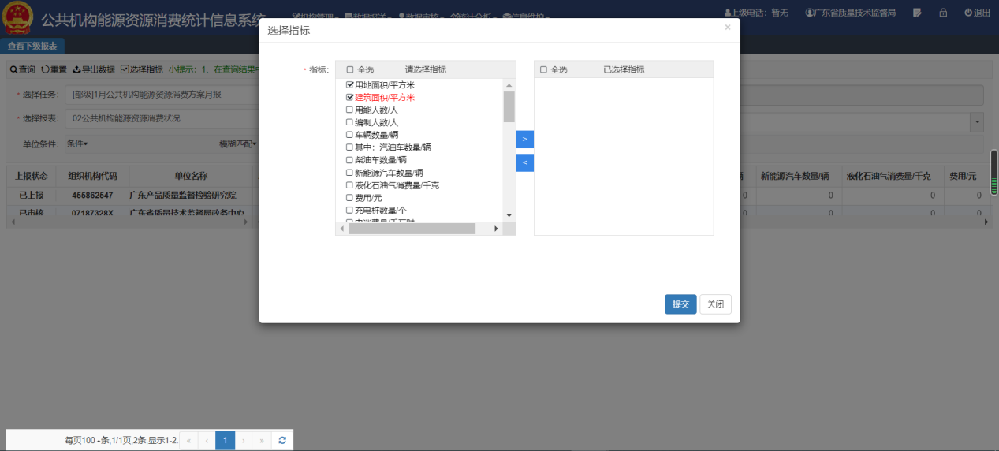 公共机构能源资源消费统计信息系统
机构管理 数据报送 数据审核 统计分析 信息维护
上级电话：暂无 广东省质量技术监督局 退出
查看下级报表
查询 重置 导出数据 选择指标 小提示：1、在查询结果中
* 选择任务： [部级]1月公共机构能源资源消费方案月报
* 选择报表： 02公共机构能源资源消费状况
单位条件： 条件 模糊匹配
上报状态 组织机构代码 单位名称 新能源汽车数量/辆 液化石油气消费量/千克 费用/元
已上报 455862547 广东产品质量监督检验研究院 0 0 0 0
已审核 07187328X 广东省质量技术监督局政务中心 0 0 0 0
选择指标 ×
* 指标：
全选 请选择指标
用地面积/平方米
建筑面积/平方米
用能人数/人
编制人数/人
车辆数量/辆
其中：汽油车数量/辆
柴油车数量/辆
新能源汽车数量/辆
液化石油气消费量/千克
费用/元
充电桩数量/个
电消费量/千瓦时
>
<
全选 已选择指标
提交 关闭
每页100条,1/1页,2条,显示1-2. « ‹ 1 › »